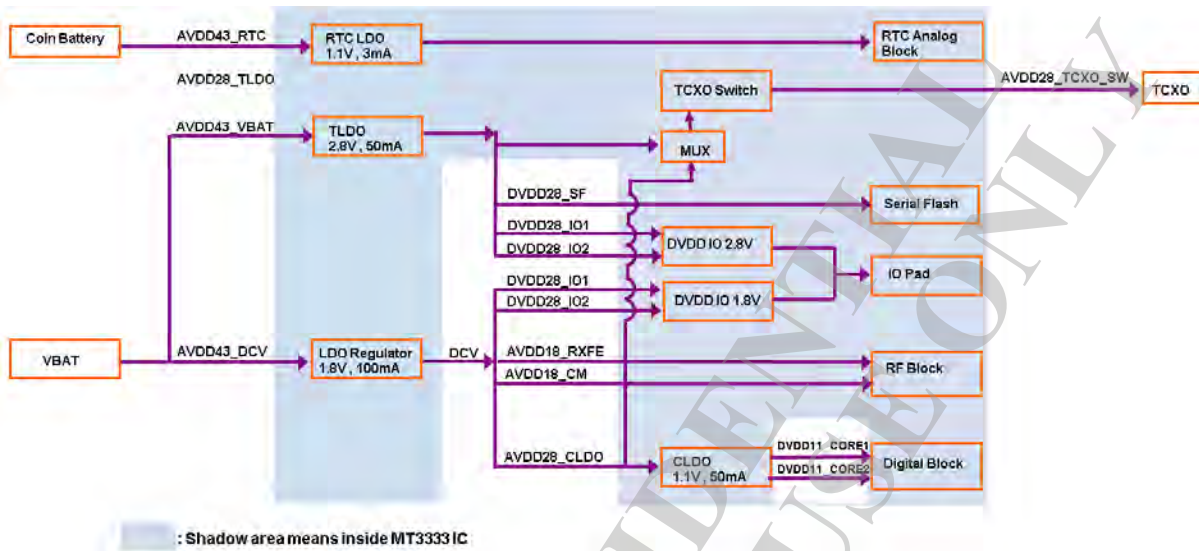 Coin Battery
AVDD43_RTC
RTC LDO
1.1V, 3mA
RTC Analog
Block
AVDD28_TLDO
TCXO Switch
AVDD28_TCXO_SW
TCXO
AVDD43_VBAT
TLDO
2.8V, 50mA
MUX
DVDD28_SF
Serial Flash
DVDD28_IO1
DVDD28_IO2
DVDD IO 2.8V
IO Pad
DVDD28_IO1
DVDD28_IO2
DVDD IO 1.8V
VBAT
AVDD43_DCV
LDO Regulator
1.8V, 100mA
DCV
AVDD18_RXFE
AVDD18_CM
RF Block
AVDD28_CLDO
CLDO
1.1V, 50mA
DVDD11_CORE1
DVDD11_CORE2
Digital Block
: Shadow area means inside MT3333 IC